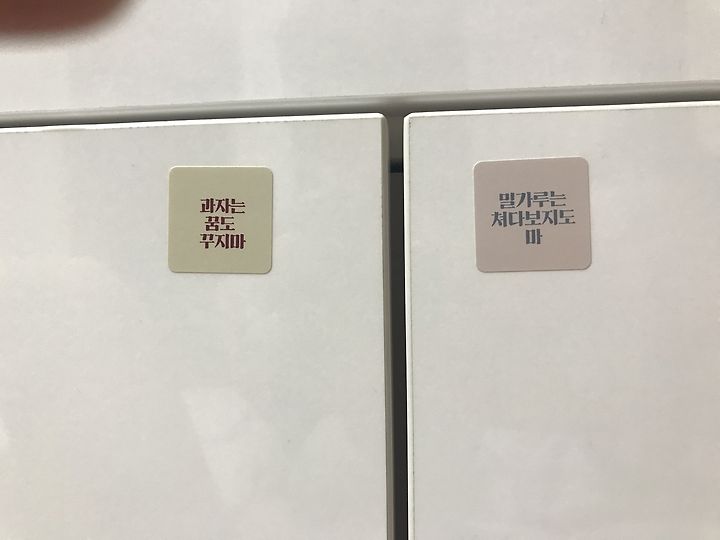 과자는
꿈도
꾸지마
밀가루는
쳐다보지도
마